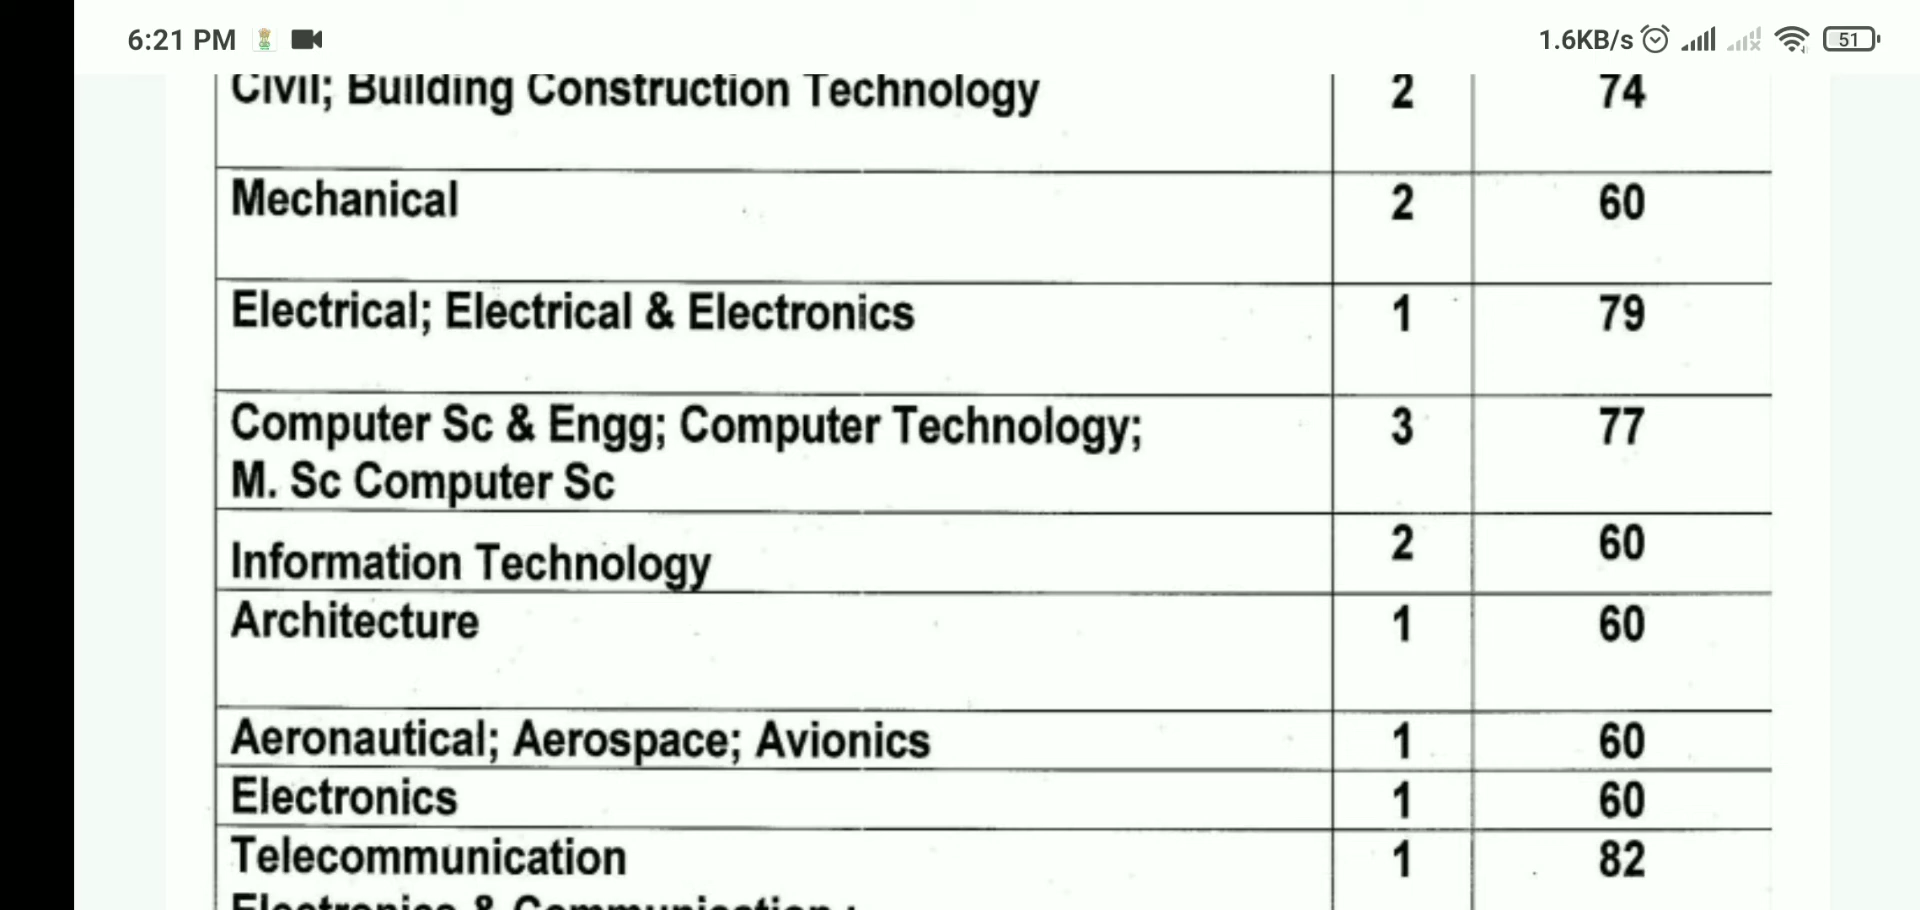 6:21 PM 1.6KB/s 51
Civil; Building Construction Technology 2 74
Mechanical 2 60
Electrical; Electrical & Electronics 1 79
Computer Sc & Engg; Computer Technology; 3 77
M. Sc Computer Sc
Information Technology 2 60
Architecture 1 60
Aeronautical; Aerospace; Avionics 1 60
Electronics 1 60
Telecommunication 1 82
Electronics & Communication ;